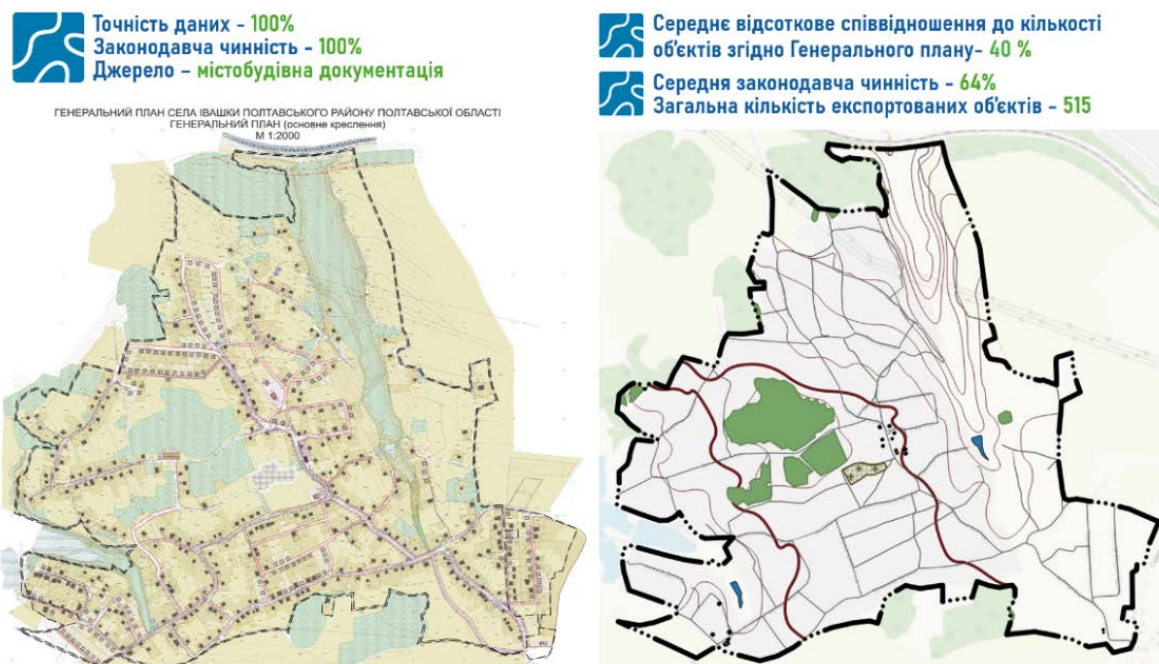 Точність даних - 100%
Законодавча чинність - 100%
Джерело – містобудівна документація
ГЕНЕРАЛЬНИЙ ПЛАН СЕЛА ІВАШКИ ПОЛТАВСЬКОГО РАЙОНУ ПОЛТАВСЬКОЇ ОБЛАСТІ
ГЕНЕРАЛЬНИЙ ПЛАН (основне креслення)
М 1:2000
Середнє відсоткове співвідношення до кількості
об'єктів згідно Генерального плану- 40 %
Середня законодавча чинність - 64%
Загальна кількість експортованих об'єктів - 515